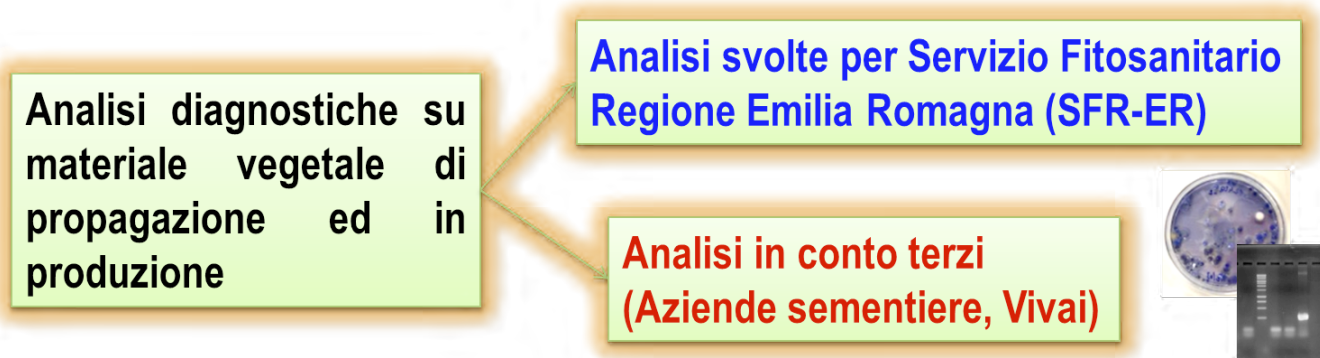 Analisi diagnostiche su
materiale vegetale di
propagazione ed in
produzione
Analisi svolte per Servizio Fitosanitario
Regione Emilia Romagna (SFR-ER)
Analisi in conto terzi
(Aziende sementiere, Vivai)